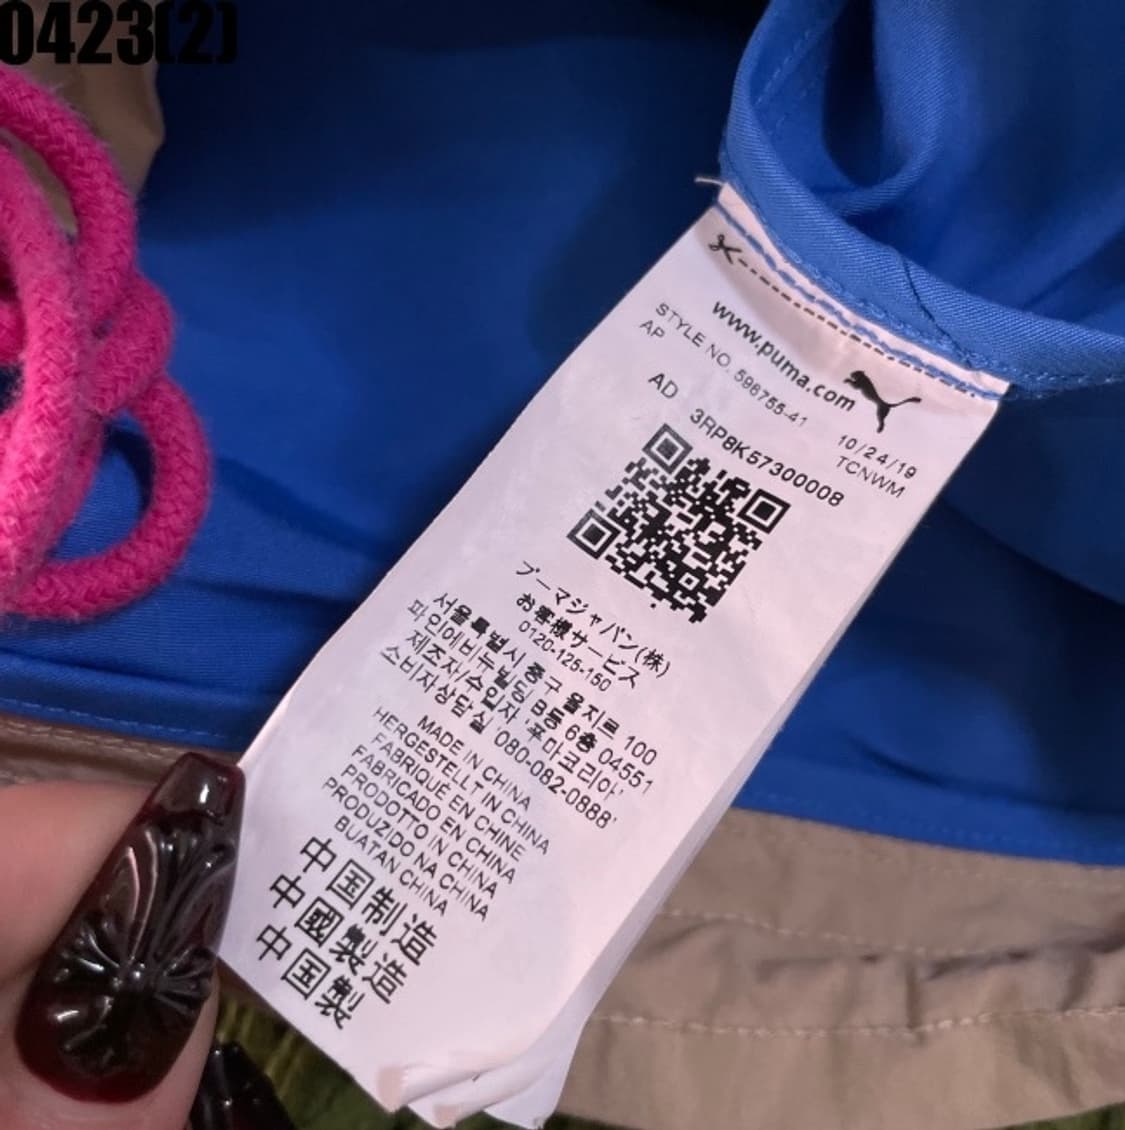 0423(2)
www.puma.com
STYLE NO. 598755-41
AP
10/24/19
TCNWM
AD 3RP8K57300008
プーマジャパン(株)
お客様サービス
0120-125-150
서울특별시 중구 을지로 100
파인에비뉴빌딩 B동 6층 04551
제조자/수입자 '푸마코리아'
소비자상담실 '080-082-0888'
MADE IN CHINA
HERGESTELLT IN CHINA
FABRIQUÉ EN CHINE
FABRICADO EN CHINA
PRODOTTO IN CHINA
PRODUZIDO NA CHINA
BUATAN CHINA
中国制造
中國製造
中国製